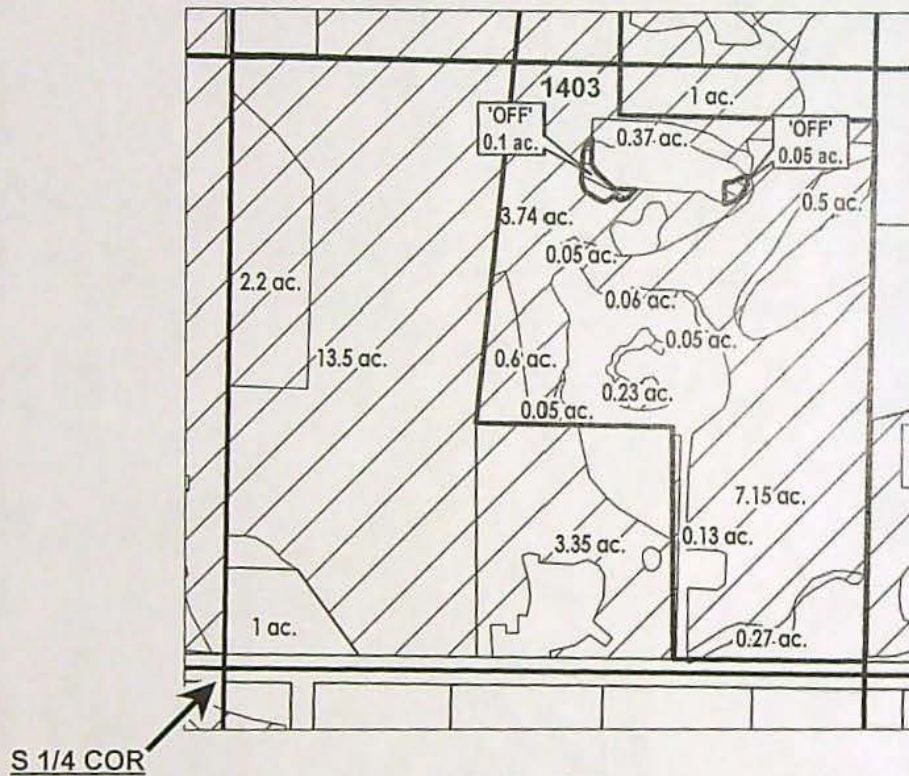 1403
1 ac.
'OFF'
0.1 ac.
0.37 ac.
'OFF'
0.05 ac.
0.5 ac.
3.74 ac.
0.05 ac.
2.2 ac.
0.06 ac.
0.05 ac.
13.5 ac.
0.6 ac.
0.23 ac.
0.05 ac.
7.15 ac.
3.35 ac.
0.13 ac.
1 ac.
0.27 ac.
S 1/4 COR